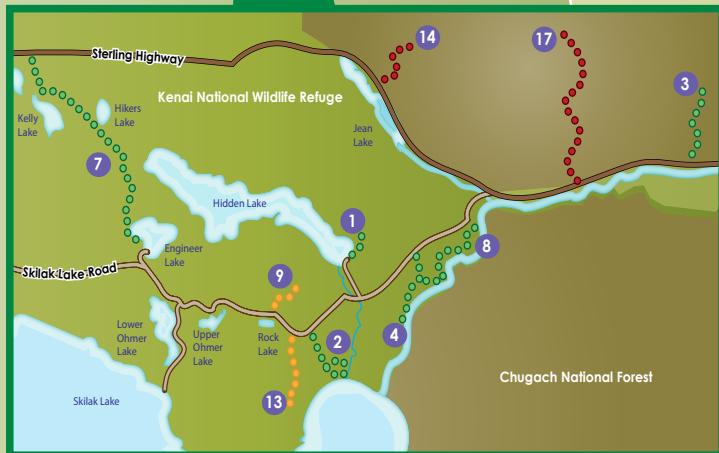 Sterling Highway
14
17
3
Kenai National Wildlife Refuge
Hikers
Lake
Kelly
Lake
Jean
Lake
7
Hidden Lake
1
8
Engineer
Lake
Skilak Lake Road
9
Lower
Ohmer
Lake
Upper
Ohmer
Lake
Rock
Lake
2
4
Chugach National Forest
Skilak Lake
13